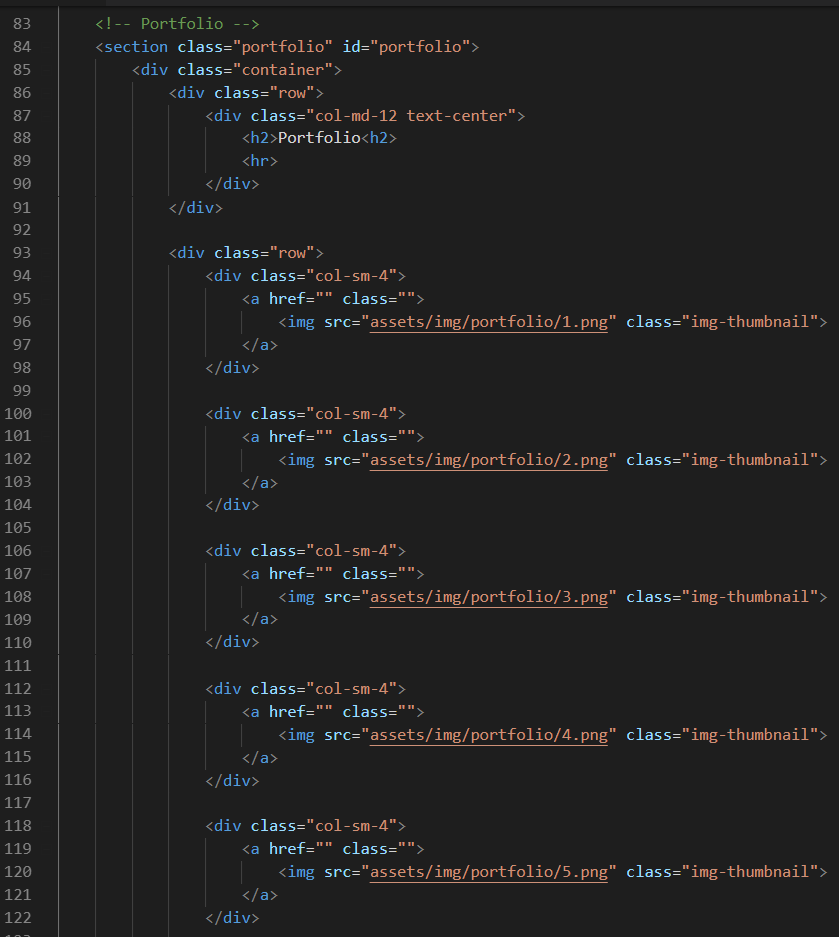 83 <!-- Portfolio -->
84 <section class="portfolio" id="portfolio">
85 <div class="container">
86 <div class="row">
87 <div class="col-md-12 text-center">
88 <h2>Portfolio<h2>
89 <hr>
90 </div>
91 </div>
92
93 <div class="row">
94 <div class="col-sm-4">
95 <a href="" class="">
96 <img src="assets/img/portfolio/1.png" class="img-thumbnail">
97 </a>
98 </div>
99
100 <div class="col-sm-4">
101 <a href="" class="">
102 <img src="assets/img/portfolio/2.png" class="img-thumbnail">
103 </a>
104 </div>
105
106 <div class="col-sm-4">
107 <a href="" class="">
108 <img src="assets/img/portfolio/3.png" class="img-thumbnail">
109 </a>
110 </div>
111
112 <div class="col-sm-4">
113 <a href="" class="">
114 <img src="assets/img/portfolio/4.png" class="img-thumbnail">
115 </a>
116 </div>
117
118 <div class="col-sm-4">
119 <a href="" class="">
120 <img src="assets/img/portfolio/5.png" class="img-thumbnail">
121 </a>
122 </div>